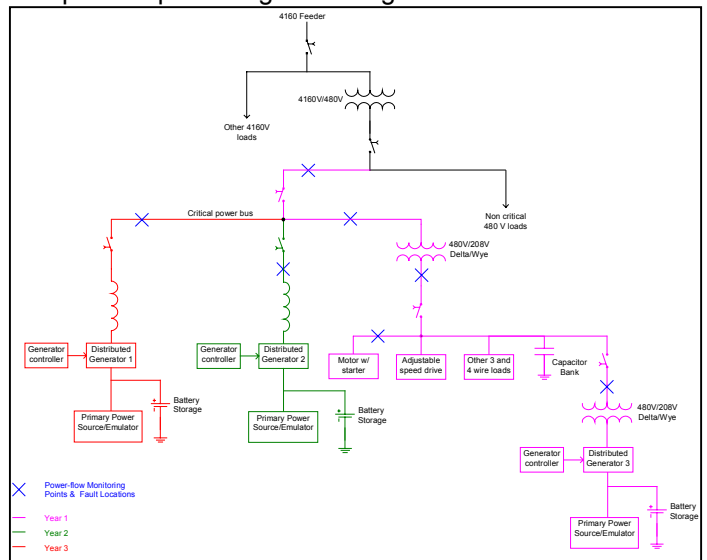 4160 Feeder
4160V/480V
Other 4160V
loads
Non critical
480 V loads
Critical power bus
480V/208V
Delta/Wye
Generator
controller
Distributed
Generator 1
Generator
controller
Distributed
Generator 2
Motor w/
starter
Adjustable
speed drive
Other 3 and
4 wire loads
Capacitor
Bank
Battery
Storage
Primary Power
Source/Emulator
Battery
Storage
Primary Power
Source/Emulator
480V/208V
Delta/Wye
Generator
controller
Distributed
Generator 3
Battery
Storage
Primary Power
Source/Emulator
Power-flow Monitoring
Points & Fault Locations
Year 1
Year 2
Year 3